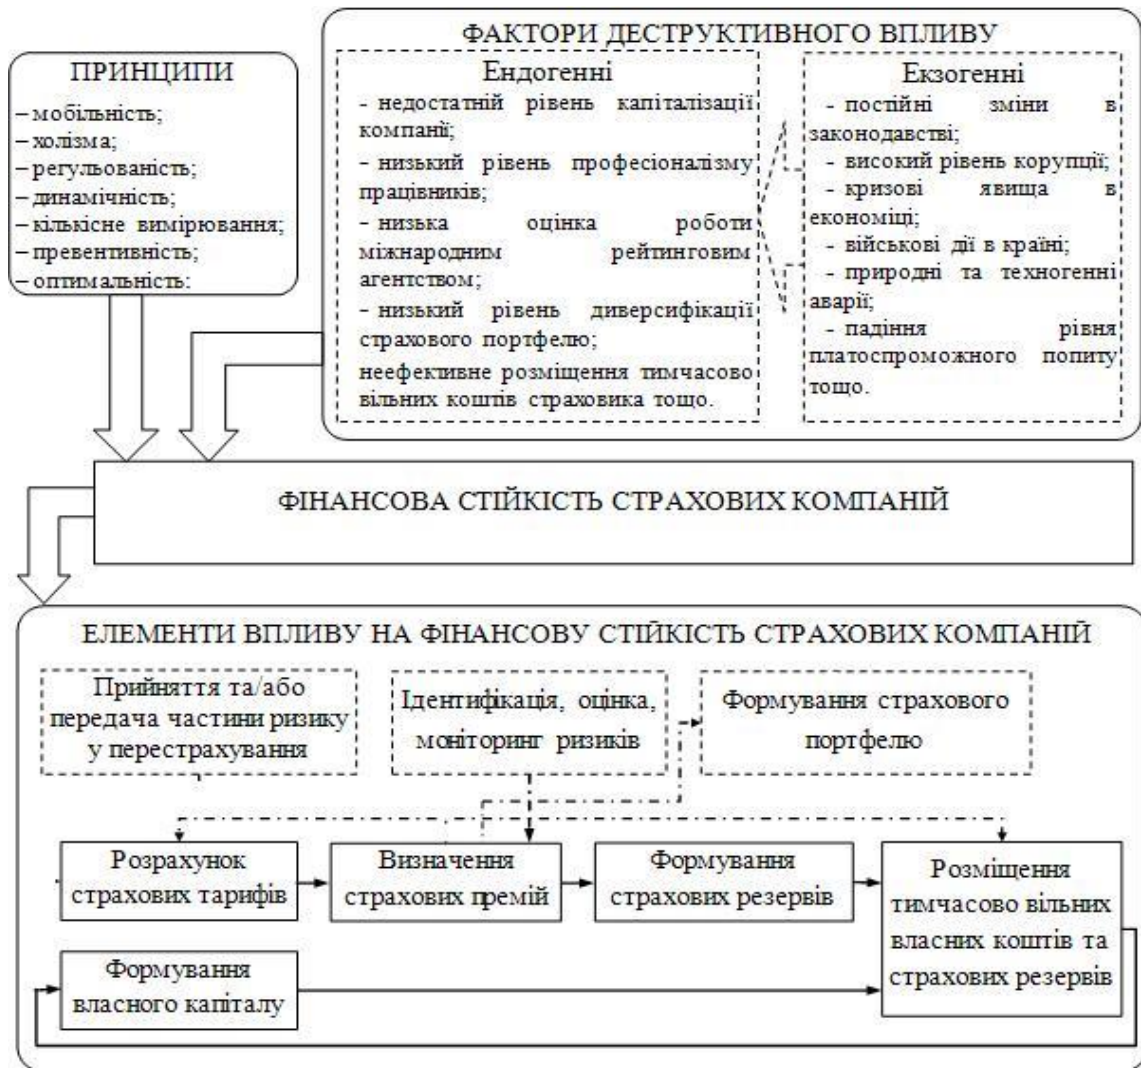 ПРИНЦИПИ
– мобільність;
– холізма;
– регульованість;
– динамічність;
– кількісне вимірювання;
– превентивність;
– оптимальність:
ФАКТОРИ ДЕСТРУКТИВНОГО ВПЛИВУ
Ендогенні
- недостатній рівень капіталізації
компанії;
- низький рівень професіоналізму
працівників;
- низька оцінка роботи
міжнародним рейтинговим
агентством;
- низький рівень диверсифікації
страхового портфелю;
неефективне розміщення тимчасово
вільних коштів страховика тощо.
Екзогенні
- постійні зміни в
законодавстві;
- високий рівень корупції;
- кризові явища в
економіці;
- військові дії в країні;
- природні та техногенні
аварії;
- падіння рівня
платоспроможного попиту
тощо.
ФІНАНСОВА СТІЙКІСТЬ СТРАХОВИХ КОМПАНІЙ
ЕЛЕМЕНТИ ВПЛИВУ НА ФІНАНСОВУ СТІЙКІСТЬ СТРАХОВИХ КОМПАНІЙ
Прийняття та/або
передача частини ризику
у перестрахування
Ідентифікація, оцінка,
моніторинг ризиків
Формування страхового
портфелю
Розрахунок
страхових тарифів
Визначення
страхових премій
Формування
страхових резервів
Розміщення
тимчасово вільних
власних коштів та
страхових резервів
Формування
власного капіталу